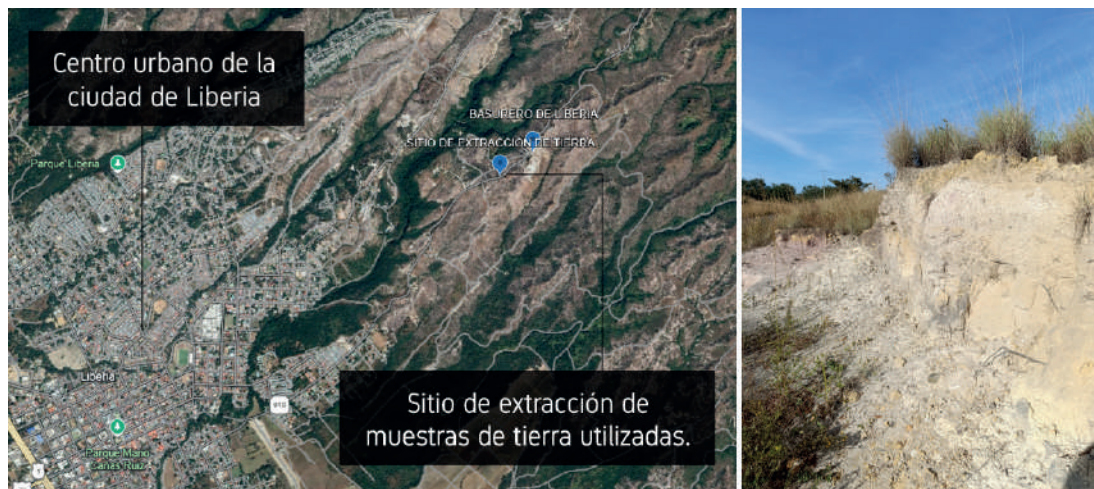 Centro urbano de la
ciudad de Liberia
BASURERO DE LIBERIA
SITIO DE EXTRACCIÓN DE TIERRA
Parque Liberia
Liberia
Parque Mario
Cañas Ruiz
1
Sitio de extracción de
muestras de tierra utilizadas.